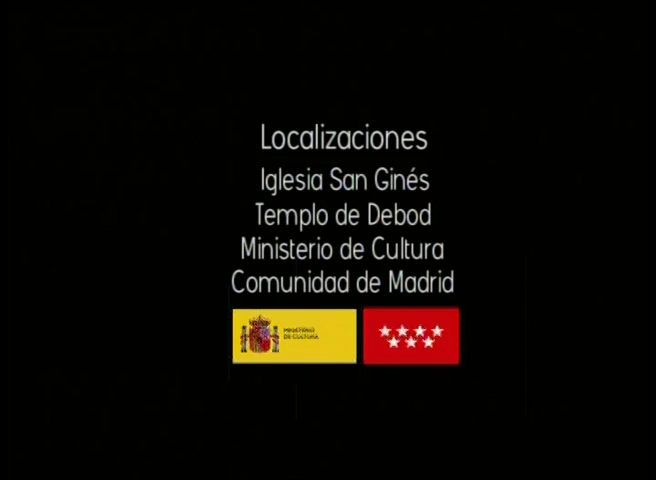 Localizaciones
Iglesia San Ginés
Templo de Debod
Ministerio de Cultura
Comunidad de Madrid
MINISTERIO
DE CULTURA